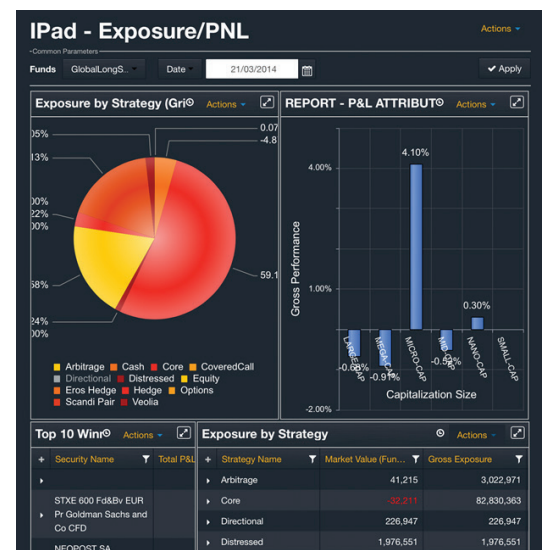 IPad - Exposure/PNL
Actions
Common Parameters
Funds
GlobalLongS..
Date
21/03/2014
Apply
Exposure by Strategy (Gri
Actions
0.07
-4.8
05%
13%
00%
22%
00%
59.1
58%
24%
00%
Arbitrage Cash Core CoveredCall
Directional Distressed Equity
Eros Hedge Hedge Options
Scandi Pair Veolia
REPORT - P&L ATTRIBUT
Actions
4.00%
1.00%
-2.00%
Gross Performance
4.10%
0.30%
-0.91%
MEGA-CAP
MICRO-CAP
NANO-CAP
SMALL-CAP
Capitalization Size
Top 10 Winr
Actions
+ Security Name Total P&L
STXE 600 Fd&Bv EUR
Pr Goldman Sachs and
Co CFD
NEOPOST SA
Exposure by Strategy
Actions
+ Strategy Name Market Value (Fun... Gross Exposure
Arbitrage 41,215 3,022,971
Core -32,211 82,830,363
Directional 226,947 226,947
Distressed 1,976,551 1,976,551